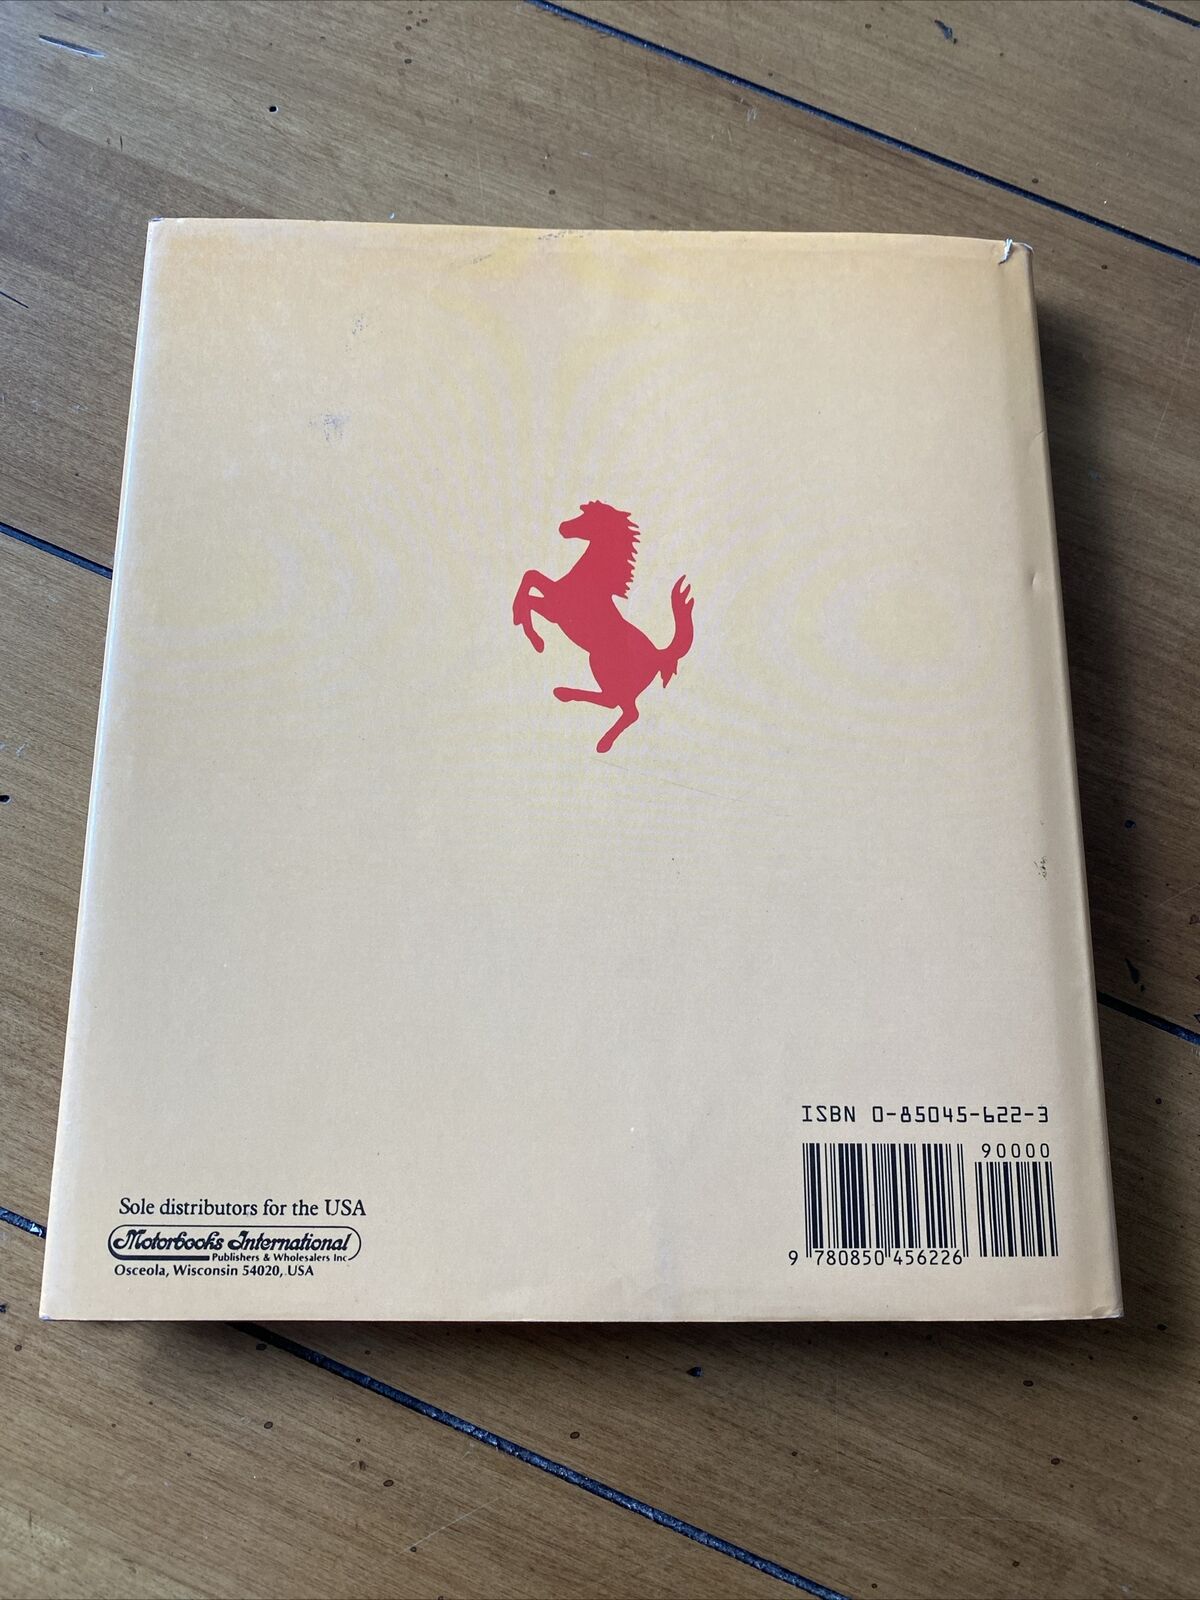 ISBN 0-85045-622-3
90000
9 780850 456226
Sole distributors for the USA
Motorbooks International
Publishers & Wholesalers Inc
Osceola, Wisconsin 54020, USA